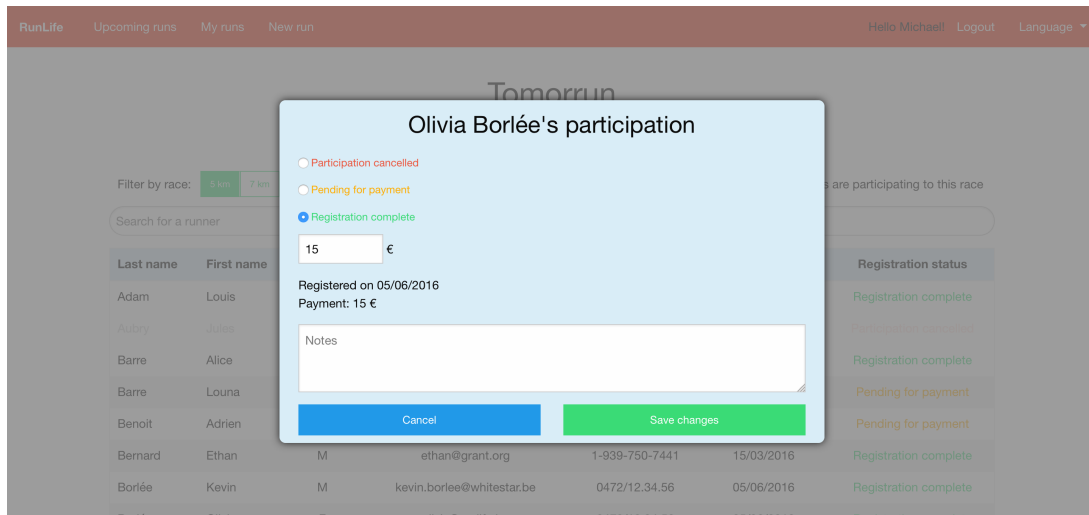 RunLife Upcoming runs My runs New run Hello Michael! Logout Language
Tomorrun
Olivia Borlée's participation
Participation cancelled
Pending for payment
Registration complete
15 €
Registered on 05/06/2016
Payment: 15 €
Notes
Cancel Save changes
Filter by race: 5 km 7 km are participating to this race
Search for a runner
Last name First name Registration status
Adam Louis Registration complete
Aubry Jules Participation cancelled
Barre Alice Registration complete
Barre Louna Pending for payment
Benoit Adrien Pending for payment
Bernard Ethan M ethan@grant.org 1-939-750-7441 15/03/2016 Registration complete
Borlée Kevin M kevin.borlee@whitestar.be 0472/12.34.56 05/06/2016 Registration complete